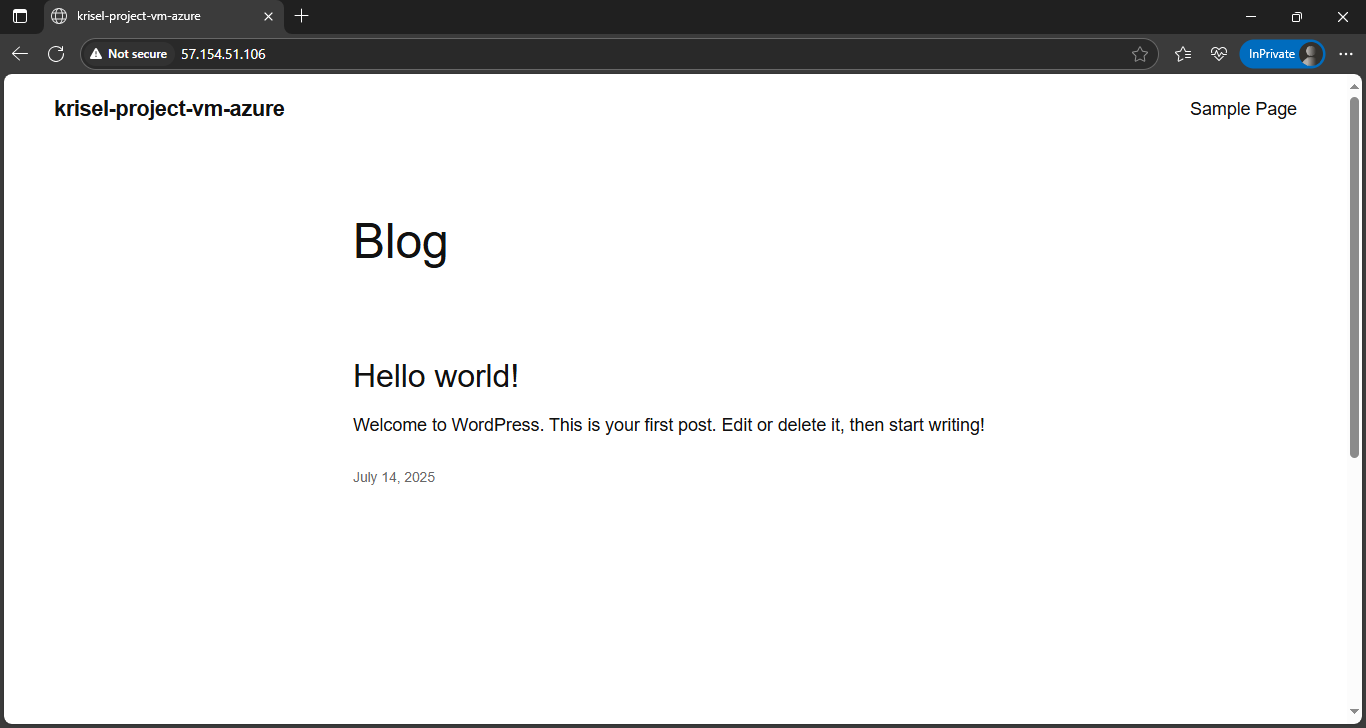 krisel-project-vm-azure
Not secure 57.154.51.106
InPrivate
krisel-project-vm-azure
Sample Page
Blog
Hello world!
Welcome to WordPress. This is your first post. Edit or delete it, then start writing!
July 14, 2025